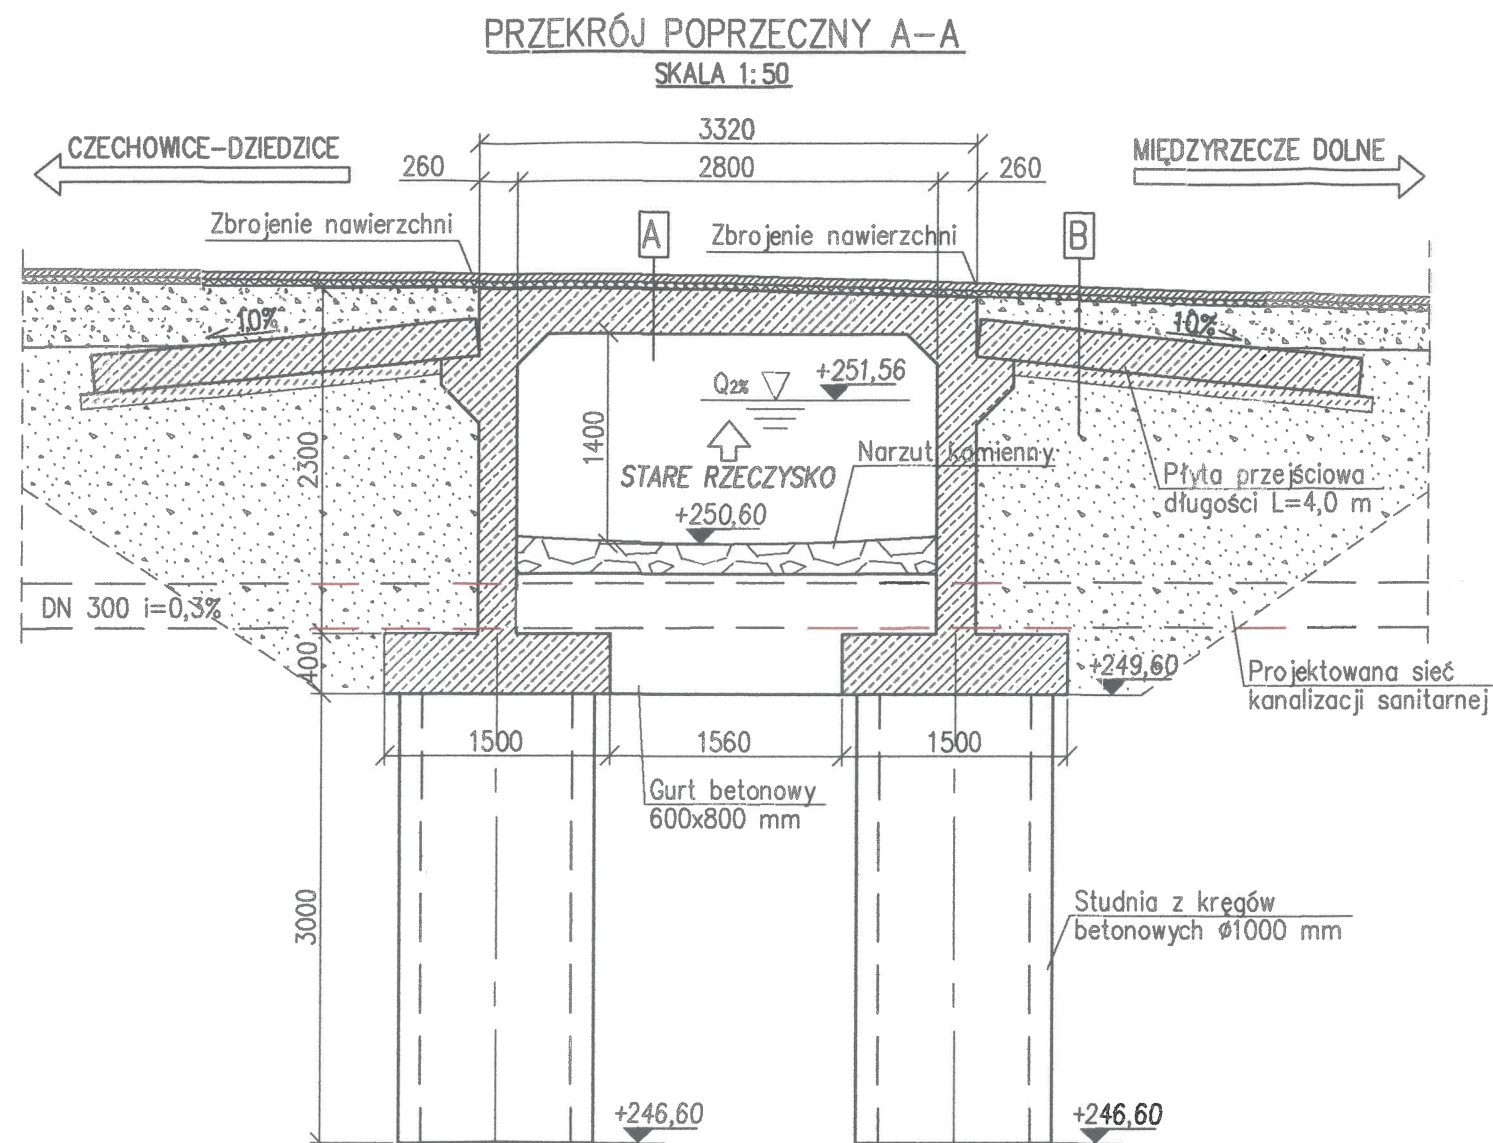 PRZEKRÓJ POPRZECZNY A-A
SKALA 1:50
CZECHOWICE-DZIEDZICE
3320
MIĘDZYRZECZE DOLNE
260
2800
260
Zbrojenie nawierzchni
A
Zbrojenie nawierzchni
B
10%
10%
Q2%
+251,56
1400
2300
STARE RZECZYSKO
Narzut kamienny
Płyta przejściowa
długości L=4,0 m
+250,60
DN 300 i=0,3%
400
+249,60
Projektowana sieć
kanalizacji sanitarnej
1500
1560
1500
Gurt betonowy
600x800 mm
3000
Studnia z kręgów
betonowych ø1000 mm
+246,60
+246,60